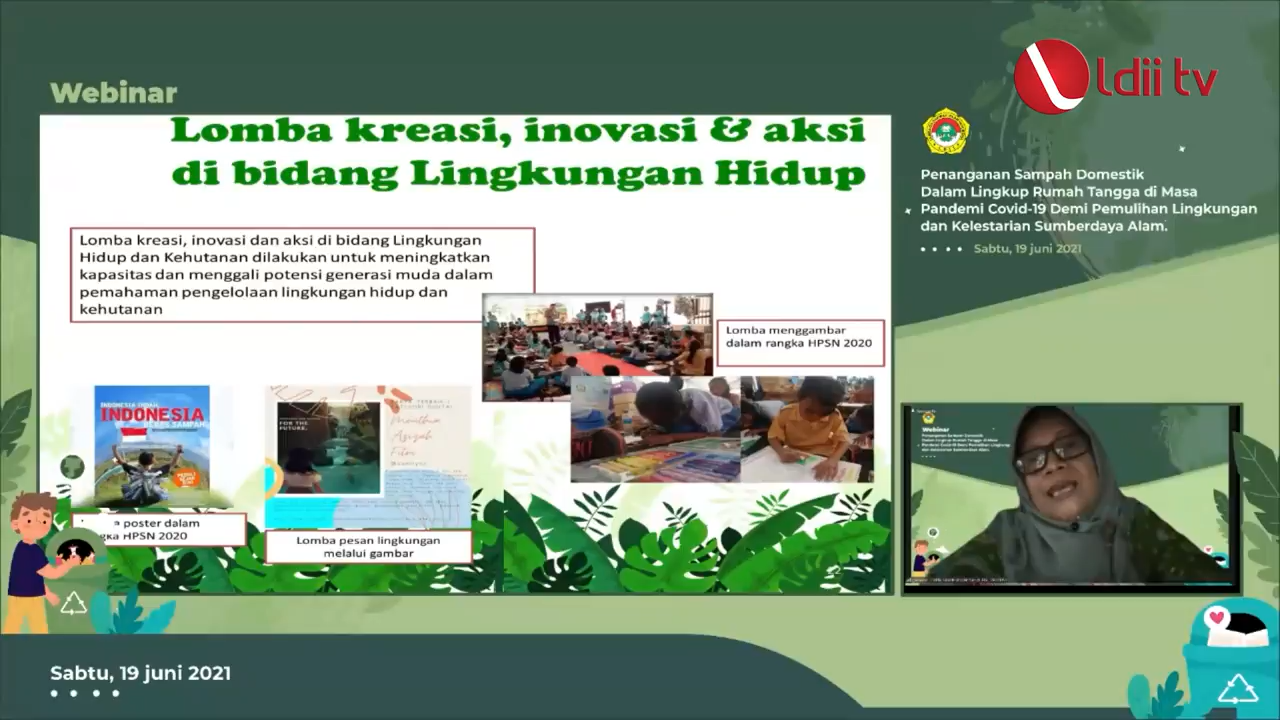 Webinar
Lomba kreasi, inovasi & aksi
di bidang Lingkungan Hidup
Lomba kreasi, inovasi dan aksi di bidang Lingkungan
Hidup dan Kehutanan dilakukan untuk meningkatkan
kapasitas dan menggali potensi generasi muda dalam
pemahaman pengelolaan lingkungan hidup dan
kehutanan
Lomba menggambar
dalam rangka HPSN 2020
INDONESIA
FOR THE
FUTURE.
poster dalam
HPSN 2020
Lomba pesan lingkungan
melalui gambar
ldii tv
Penanganan Sampah Domestik
Dalam Lingkup Rumah Tangga di Masa
Pandemi Covid-19 Demi Pemulihan Lingkungan
dan Kelestarian Sumberdaya Alam.
Sabtu, 19 juni 2021
Webinar
Sabtu, 19 juni 2021